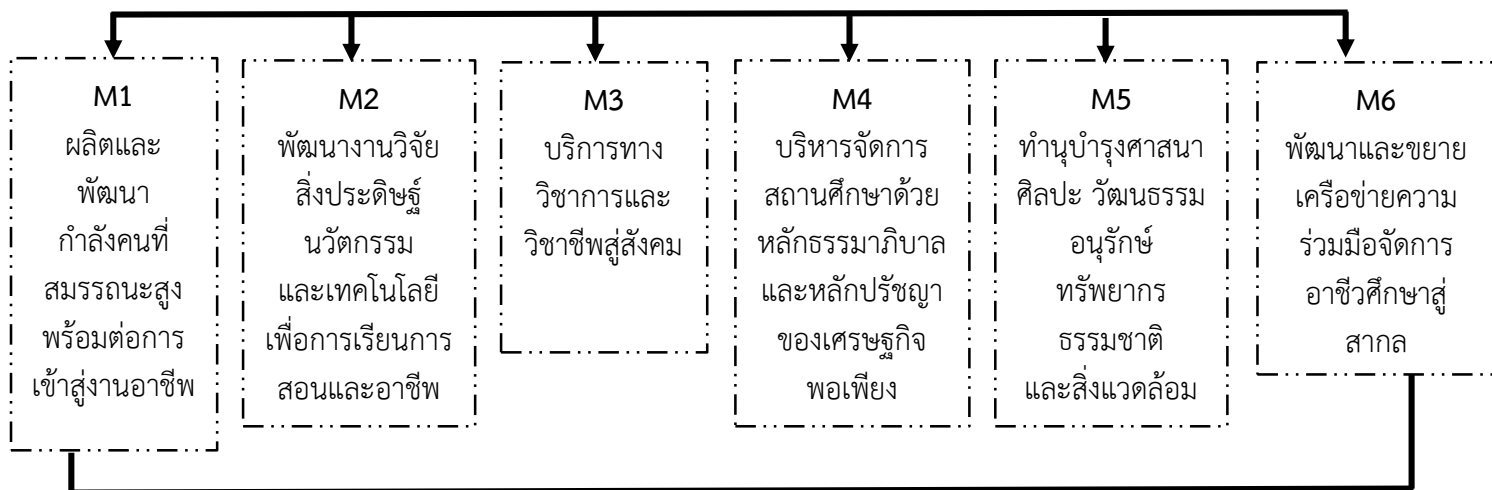 M1
ผลิตและ
พัฒนา
กำลังคนที่
สมรรถนะสูง
พร้อมต่อการ
เข้าสู่งานอาชีพ
M2
พัฒนางานวิจัย
สิ่งประดิษฐ์
นวัตกรรม
และเทคโนโลยี
เพื่อการเรียนการ
สอนและอาชีพ
M3
บริการทาง
วิชาการและ
วิชาชีพสู่สังคม
M4
บริหารจัดการ
สถานศึกษาด้วย
หลักธรรมาภิบาล
และหลักปรัชญา
ของเศรษฐกิจ
พอเพียง
M5
ทำนุบำรุงศาสนา
ศิลปะ วัฒนธรรม
อนุรักษ์
ทรัพยากร
ธรรมชาติ
และสิ่งแวดล้อม
M6
พัฒนาและขยาย
เครือข่ายความ
ร่วมมือจัดการ
อาชีวศึกษาสู่
สากล